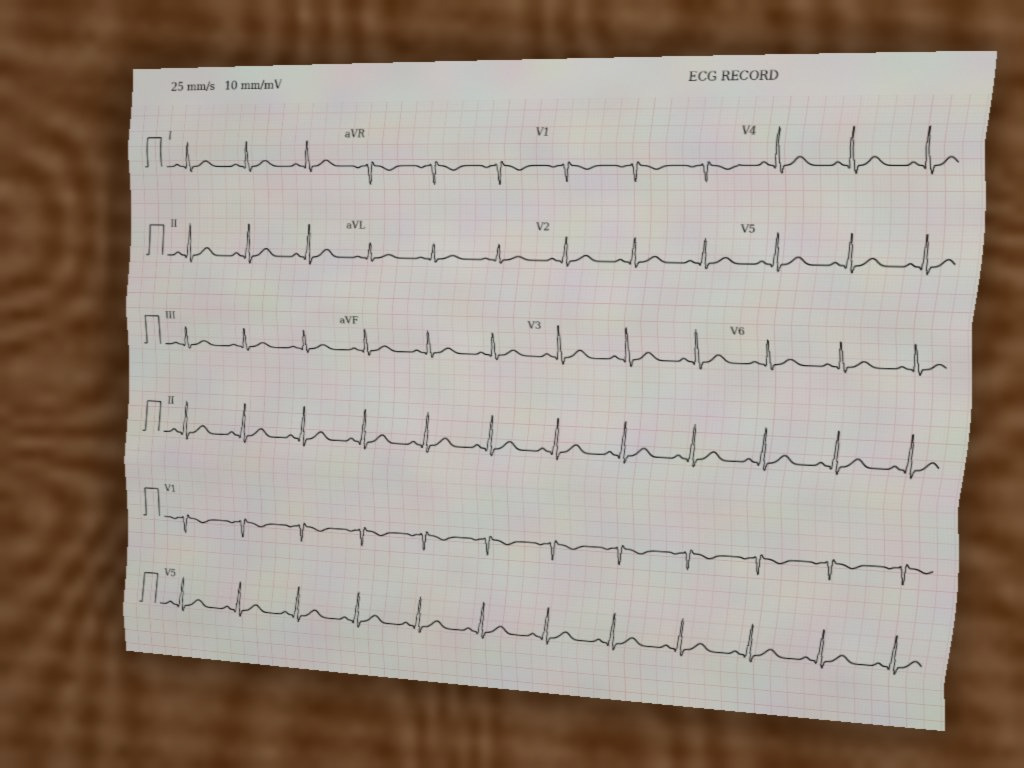 25 mm/s 10 mm/mV ECG RECORD
I aVR V1 V4
II aVL V2 V5
III aVF V3 V6
II
V1
V5